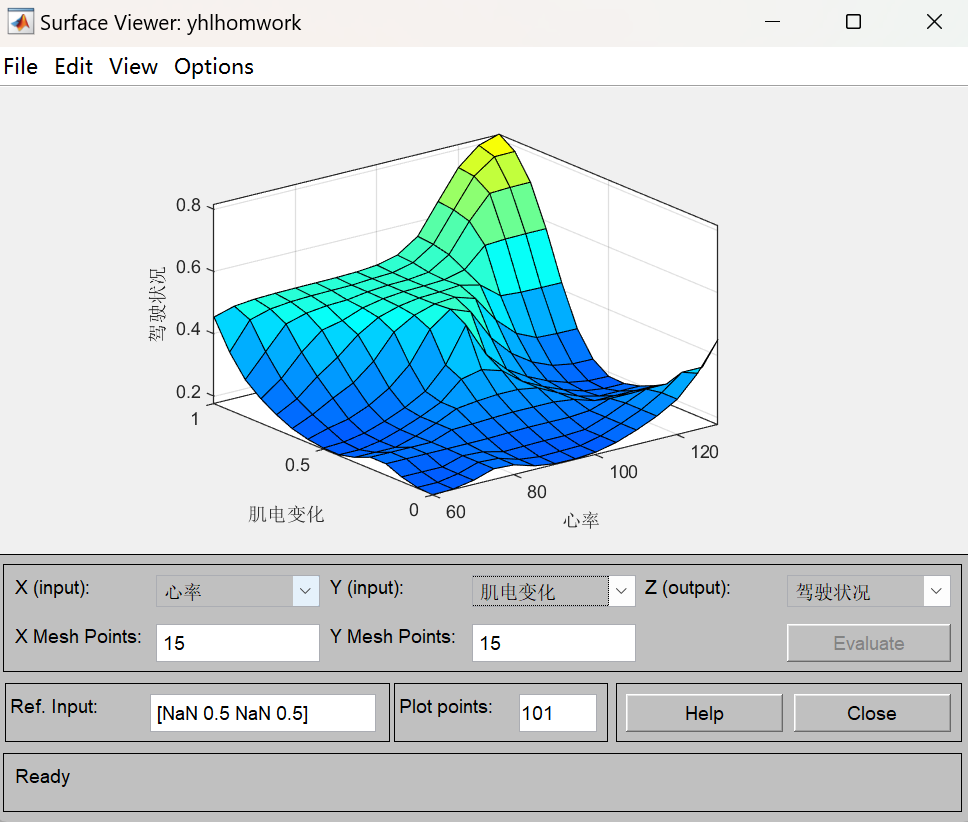 Surface Viewer: yhlhomwork
File Edit View Options
0.8
0.6
0.4
0.2
驾驶状况
1
0.5
0
肌电变化
60
80
100
120
心率
X (input): 心率 Y (input): 肌电变化 Z (output): 驾驶状况
X Mesh Points: 15 Y Mesh Points: 15 Evaluate
Ref. Input: [NaN 0.5 NaN 0.5] Plot points: 101 Help Close
Ready